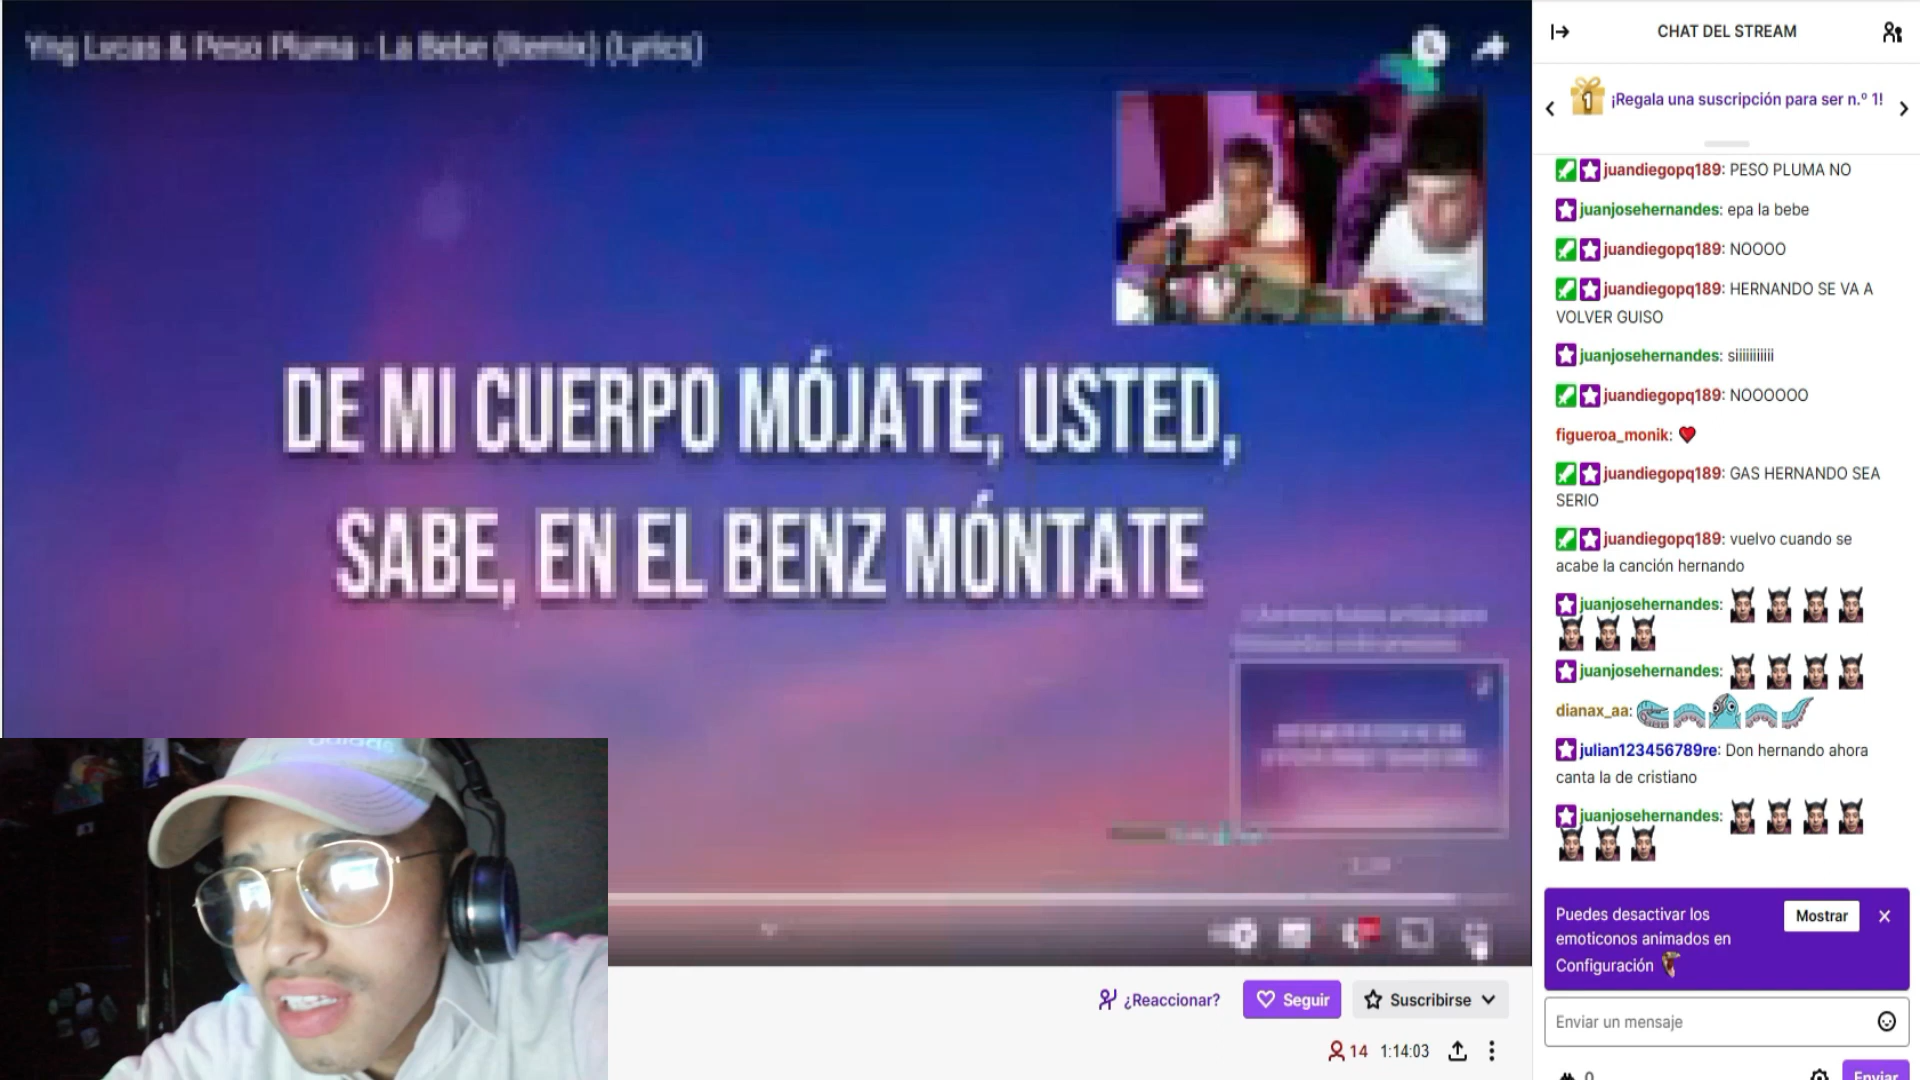 Yng Lvcas & Peso Pluma - La Bebe (Remix) (Lyrics)
DE MI CUERPO MÓJATE, USTED,
SABE, EN EL BENZ MÓNTATE
adidas
¿Reaccionar?
Seguir
Suscribirse
14
1:14:03
CHAT DEL STREAM
1
¡Regala una suscripción para ser n.º 1!
juandiegopq189: PESO PLUMA NO
juanjosehernandes: epa la bebe
juandiegopq189: NOOOO
juandiegopq189: HERNANDO SE VA A
VOLVER GUISO
juanjosehernandes: siiiiiiiiiii
juandiegopq189: NOOOOOO
figueroa_monik: ❤
juandiegopq189: GAS HERNANDO SEA
SERIO
juandiegopq189: vuelvo cuando se
acabe la canción hernando
juanjosehernandes:
juanjosehernandes:
dianax_aa:
julian123456789re: Don hernando ahora
canta la de cristiano
juanjosehernandes:
Puedes desactivar los
emoticonos animados en
Configuración
Mostrar
Enviar un mensaje
0
Enviar